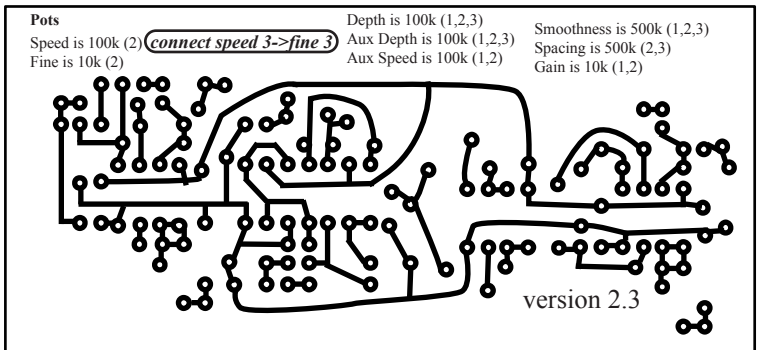 Pots
Speed is 100k (2) connect speed 3->fine 3
Fine is 10k (2)
Depth is 100k (1,2,3)
Aux Depth is 100k (1,2,3)
Aux Speed is 100k (1,2)
Smoothness is 500k (1,2,3)
Spacing is 500k (2,3)
Gain is 10k (1,2)
version 2.3